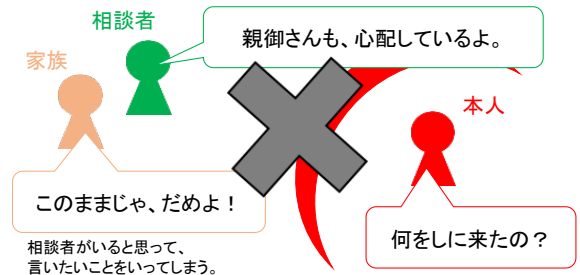 相談者
親御さんも、心配しているよ。
家族
本人
このままじゃ、だめよ！
何をしに来たの？
相談者がいると思って、
言いたいことをいってしまう。